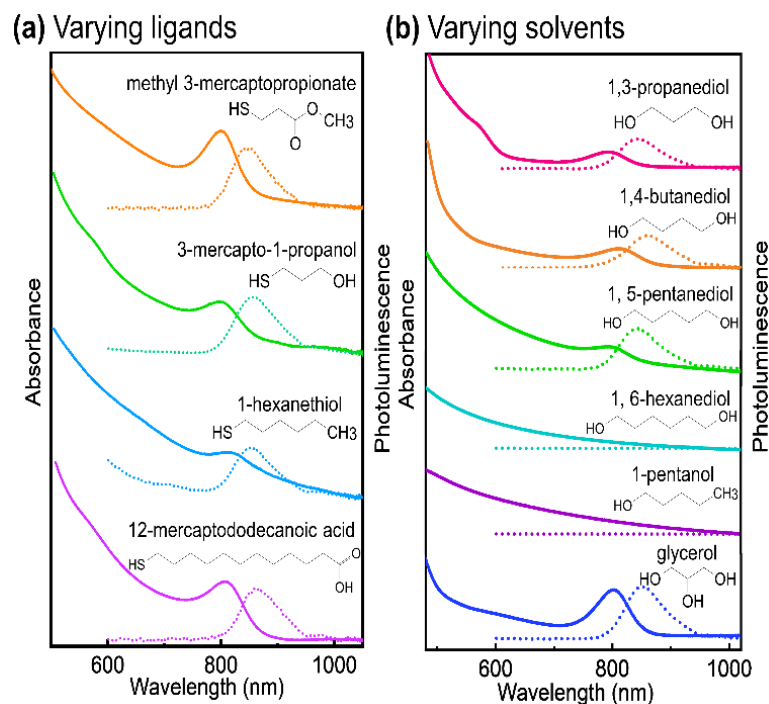 (a) Varying ligands
methyl 3-mercaptopropionate
HS
O
CH3
O
3-mercapto-1-propanol
HS
OH
1-hexanethiol
HS
CH3
12-mercaptododecanoic acid
HS
O
OH
Absorbance
Photoluminescence
600
800
1000
Wavelength (nm)
(b) Varying solvents
1,3-propanediol
HO
OH
1,4-butanediol
HO
OH
1, 5-pentanediol
HO
OH
1, 6-hexanediol
HO
OH
1-pentanol
HO
CH3
glycerol
HO
OH
OH
Absorbance
Photoluminescence
600
800
1000
Wavelength (nm)